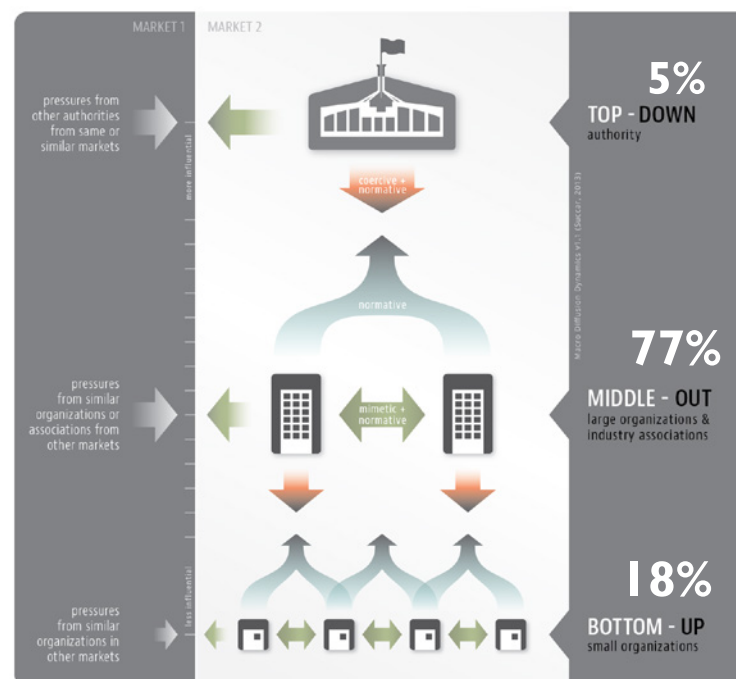 MARKET 1
MARKET 2
pressures from
other authorities
from same or
similar markets
more influential
5%
TOP - DOWN
authority
coercive +
normative
Macro Diffusion Dynamics v1.1 (Succar, 2013)
normative
77%
pressures
from similar
organizations or
associations from
other markets
mimetic +
normative
MIDDLE - OUT
large organizations &
industry associations
18%
less influential
pressures
from similar
organizations in
other markets
BOTTOM - UP
small organizations